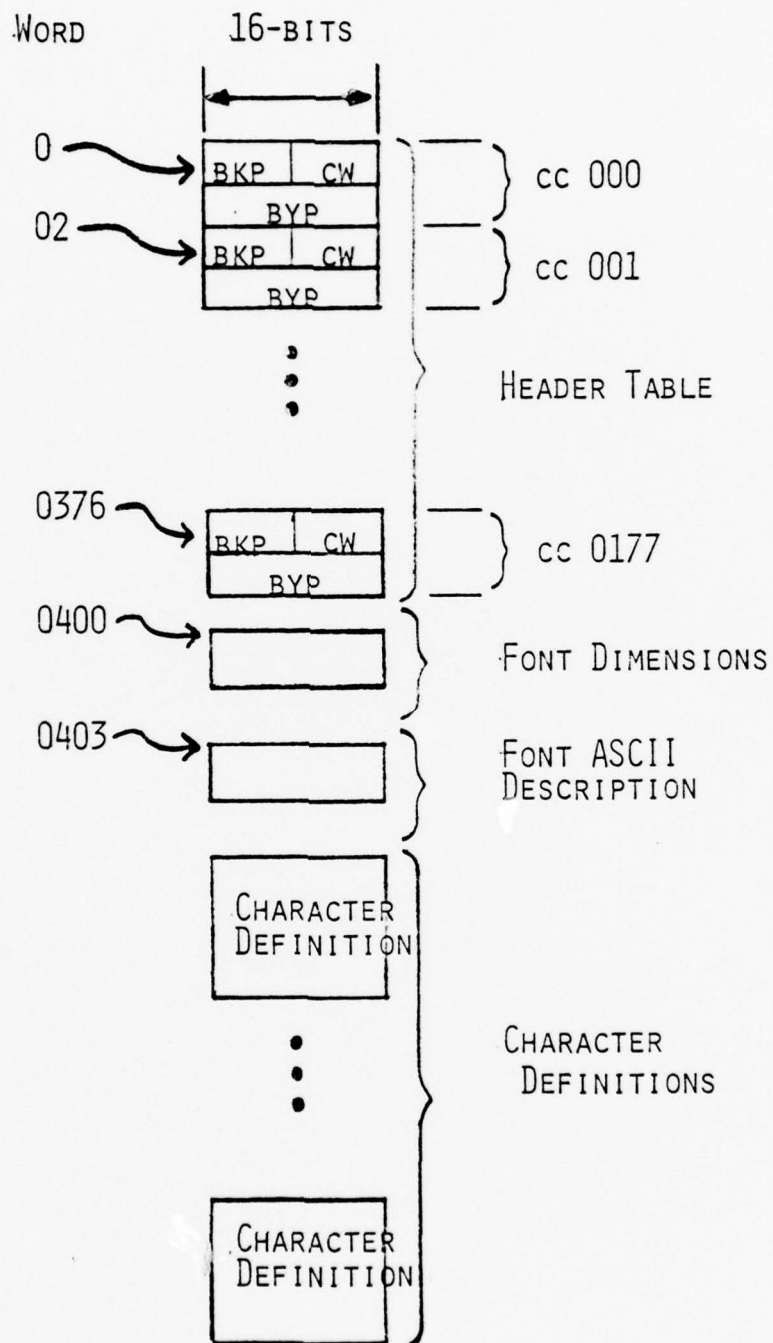 WORD 16-BITS
0 BKP CW cc 000
BYP
02 BKP CW cc 001
BYP
HEADER TABLE
0376 BKP CW cc 0177
BYP
0400 FONT DIMENSIONS
0403 FONT ASCII
DESCRIPTION
CHARACTER
DEFINITION
CHARACTER
DEFINITIONS
CHARACTER
DEFINITION